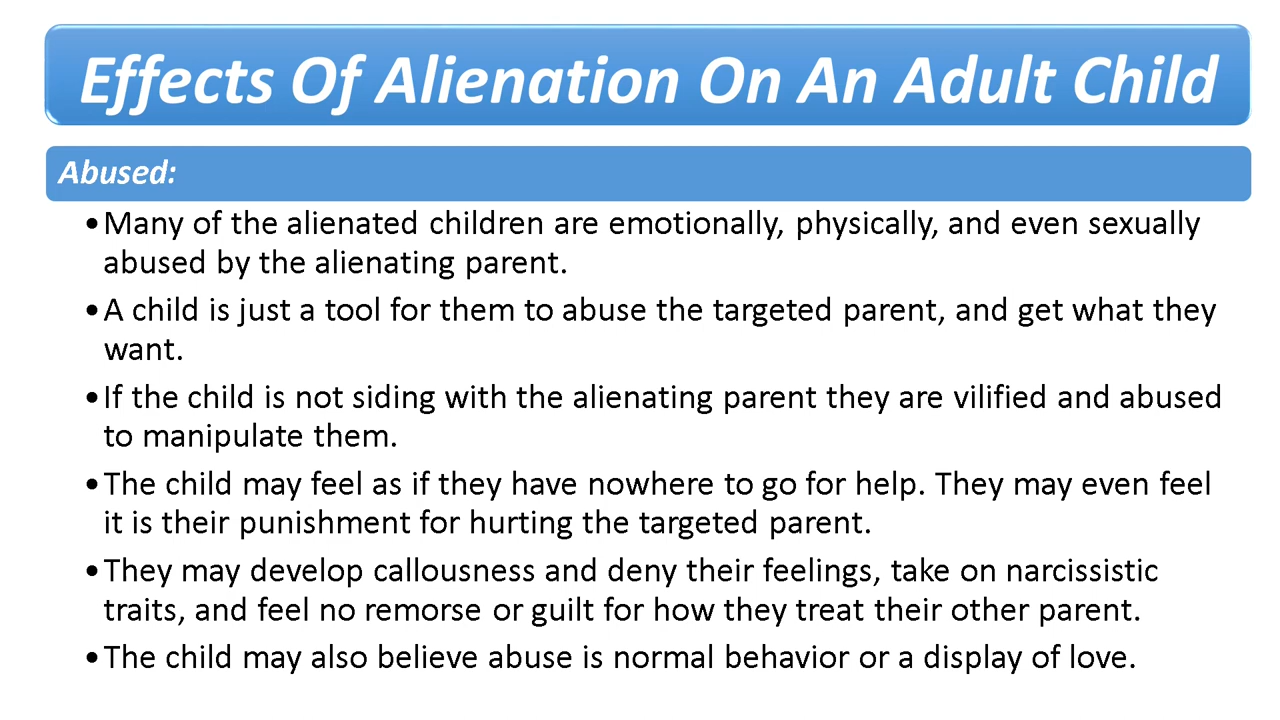 Effects Of Alienation On An Adult Child
Abused:
•Many of the alienated children are emotionally, physically, and even sexually
abused by the alienating parent.
•A child is just a tool for them to abuse the targeted parent, and get what they
want.
•If the child is not siding with the alienating parent they are vilified and abused
to manipulate them.
•The child may feel as if they have nowhere to go for help. They may even feel
it is their punishment for hurting the targeted parent.
•They may develop callousness and deny their feelings, take on narcissistic
traits, and feel no remorse or guilt for how they treat their other parent.
•The child may also believe abuse is normal behavior or a display of love.